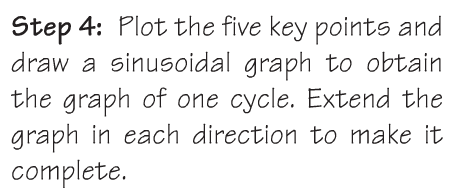 Step 4: Plot the five key points and
draw a sinusoidal graph to obtain
the graph of one cycle. Extend the
graph in each direction to make it
complete.